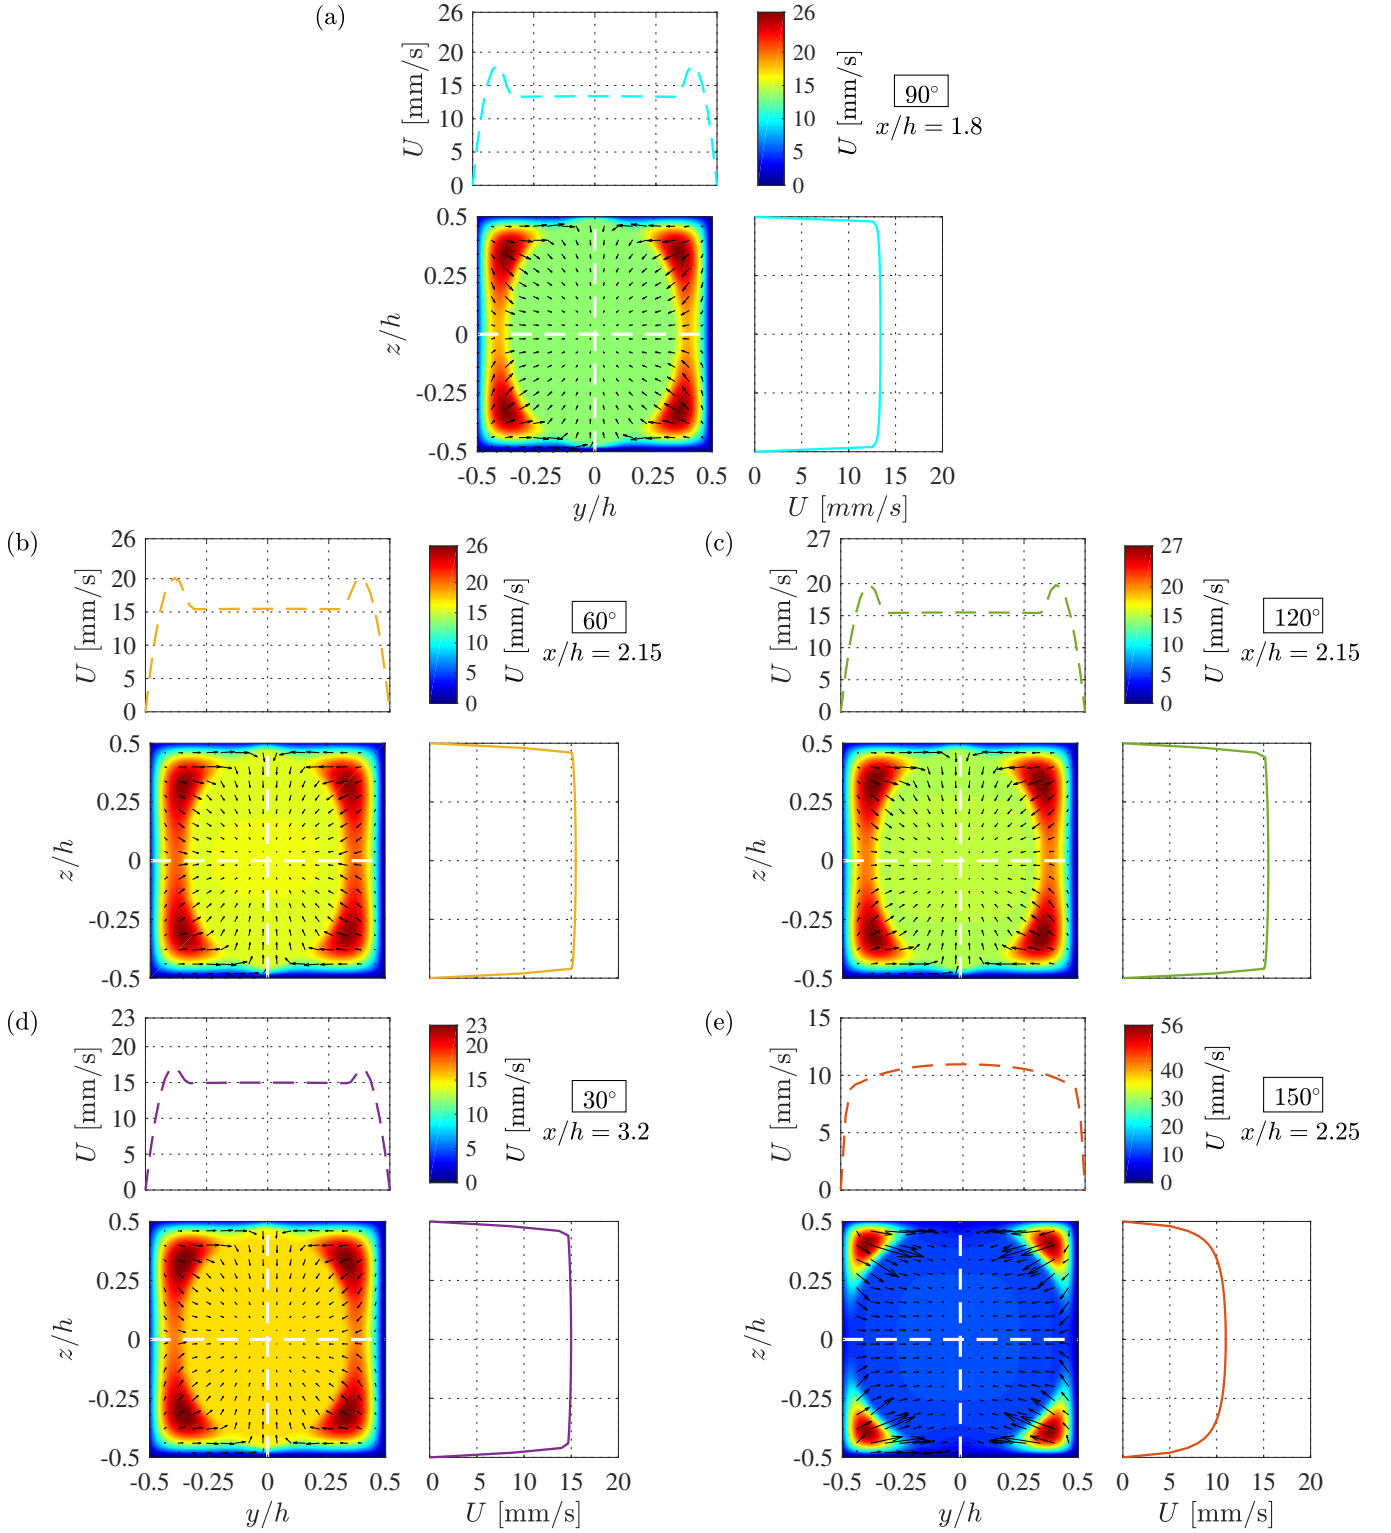 (a)
26
20
15
10
5
0
U [mm/s]
26
20
15
10
5
0
U [mm/s]
90°
x/h = 1.8
0.5
0.25
0
-0.25
-0.5
z/h
-0.5 -0.25 0 0.25 0.5
y/h
0 5 10 15 20
U [mm/s]
(b)
26
20
15
10
5
0
U [mm/s]
26
20
15
10
5
0
U [mm/s]
60°
x/h = 2.15
0.5
0.25
0
-0.25
-0.5
z/h
(c)
27
20
15
10
5
0
U [mm/s]
27
20
15
10
5
0
U [mm/s]
120°
x/h = 2.15
0.5
0.25
0
-0.25
-0.5
z/h
(d)
23
20
15
10
5
0
U [mm/s]
23
20
15
10
5
0
U [mm/s]
30°
x/h = 3.2
0.5
0.25
0
-0.25
-0.5
z/h
-0.5 -0.25 0 0.25 0.5
y/h
0 5 10 15 20
U [mm/s]
(e)
15
10
5
0
U [mm/s]
56
40
30
20
10
0
U [mm/s]
150°
x/h = 2.25
0.5
0.25
0
-0.25
-0.5
z/h
-0.5 -0.25 0 0.25 0.5
y/h
0 5 10 15 20
U [mm/s]